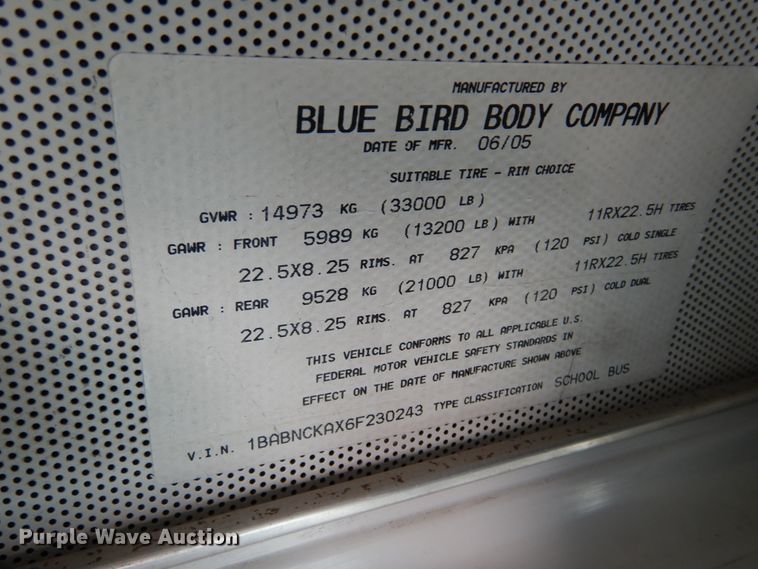 MANUFACTURED BY
BLUE BIRD BODY COMPANY
DATE OF MFR. 06/05
SUITABLE TIRE - RIM CHOICE
GVWR : 14973 KG (33000 LB)
GAWR : FRONT 5989 KG (13200 LB) WITH 11RX22.5H TIRES
22.5X8.25 RIMS. AT 827 KPA (120 PSI) COLD SINGLE
GAWR : REAR 9528 KG (21000 LB) WITH 11RX22.5H TIRES
22.5X8.25 RIMS. AT 827 KPA (120 PSI) COLD DUAL
THIS VEHICLE CONFORMS TO ALL APPLICABLE U.S.
FEDERAL MOTOR VEHICLE SAFETY STANDARDS IN
EFFECT ON THE DATE OF MANUFACTURE SHOWN ABOVE
V.I.N. 1BABNCKAX6F230243 TYPE CLASSIFICATION SCHOOL BUS
Purple Wave Auction